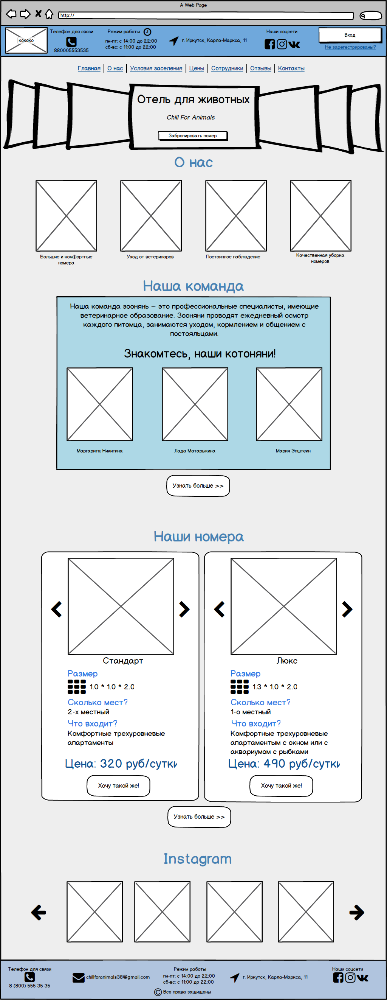 A Web Page
http://
кококо
Телефон для связи
880005553535
Режим работы
пн-пт: с 14:00 до 22:00
сб-вс: с 11:00 до 22:00
г. Иркутск, Карла-Маркса, 11
Наши соцсети
Вход
Не зарегестрированы?
Главная | О нас | Условия заселения | Цены | Сотрудники | Отзывы | Контакты
Отель для животных
Chill For Animals
Забронировать номер
О нас
Большие и комфортные
номера
Уход от ветеринаров
Постоянное наблюдение
Качественная уборка
номеров
Наша команда
Наша команда зоонянь – это профессиональные специалисты, имеющие
ветеринарное образование. Зооняни проводят ежедневный осмотр
каждого питомца, занимаются уходом, кормлением и общением с
постояльцами.
Знакомтесь, наши котоняни!
Маргарита Никитина
Лада Матарыкина
Мария Эпштеин
Узнать больше >>
Наши номера
Стандарт
Размер
1.0 * 1.0 * 2.0
Сколько мест?
2-х местный
Что входит?
Комфортные трехуровневые
апартаменты
Цена: 320 руб/сутки
Хочу такой же!
Люкс
Размер
1.3 * 1.0 * 2.0
Сколько мест?
1-о местный
Что входит?
Комфортные трехуровневые
апартаментым с окном или с
аквариумом с рыбками
Цена: 490 руб/сутки
Хочу такой же!
Узнать больше >>
Instagram
Телефон для связи
8 (800) 555 35 35
chillforanimals38@gmail.com
Режим работы
пн-пт: с 14:00 до 22:00
сб-вс: с 11:00 до 22:00
г. Иркутск, Карла-Маркса, 11
Наши соцсети
© Все права защищены